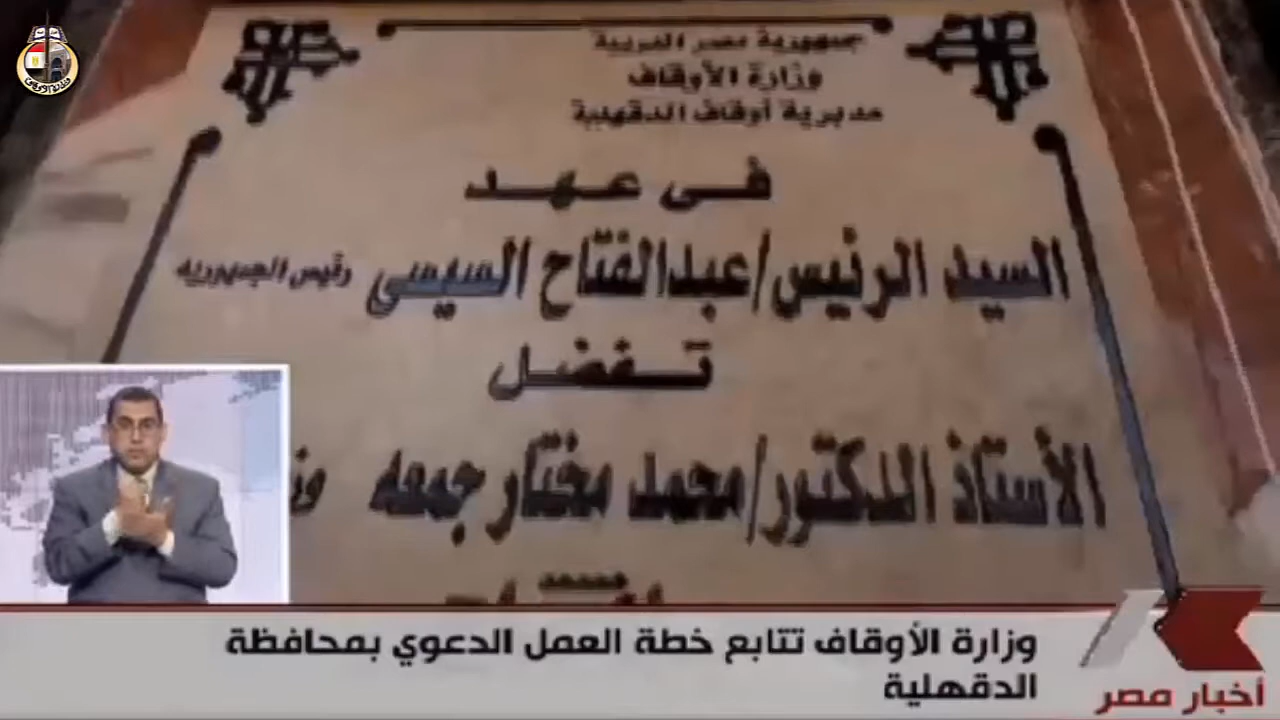 جمهورية مصر العربية
وزارة الأوقاف
مديرية أوقاف الدقهلية
فى عهد
السيد الرئيس/عبدالفتاح السيسي رئيس الجمهوريه
تفضل
الأستاذ الدكتور/محمد مختار جمعه
وزارة الأوقاف تتابع خطة العمل الدعوي بمحافظة
الدقهلية
أخبار مصر